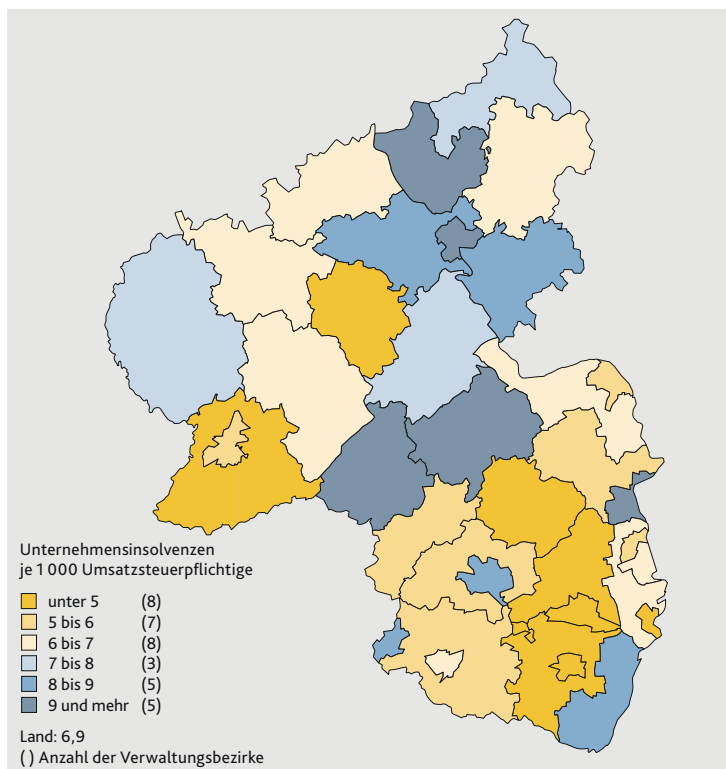 Unternehmensinsolvenzen
je 1 000 Umsatzsteuerpflichtige
unter 5 (8)
5 bis 6 (7)
6 bis 7 (8)
7 bis 8 (3)
8 bis 9 (5)
9 und mehr (5)
Land: 6,9
( ) Anzahl der Verwaltungsbezirke